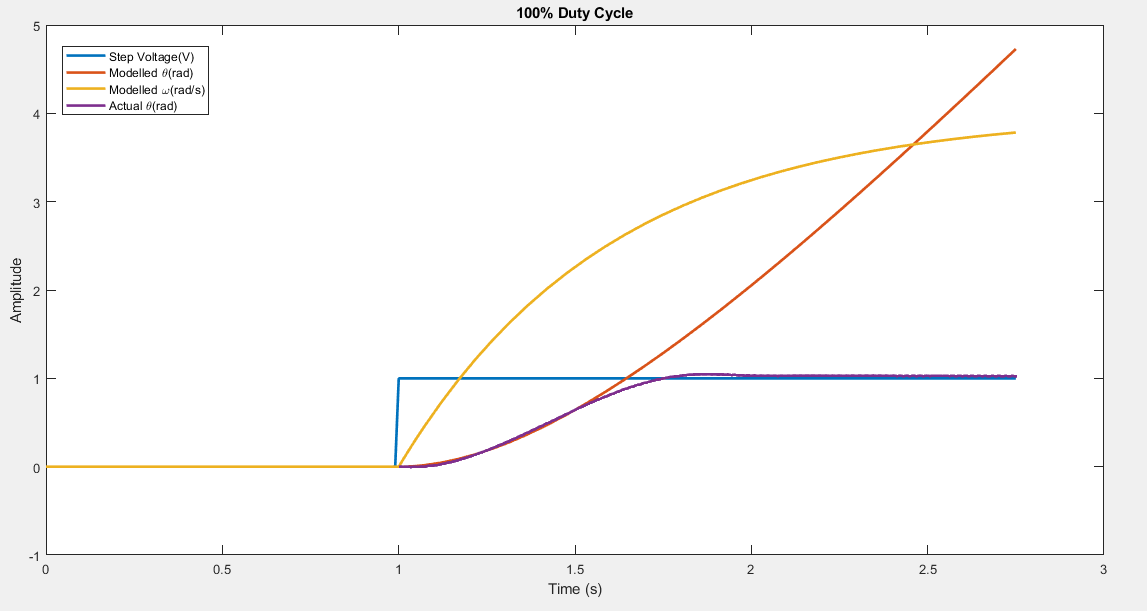 100% Duty Cycle
Step Voltage(V)
Modelled θ(rad)
Modelled ω(rad/s)
Actual θ(rad)
Amplitude
5
4
3
2
1
0
-1
0 0.5 1 1.5 2 2.5 3
Time (s)